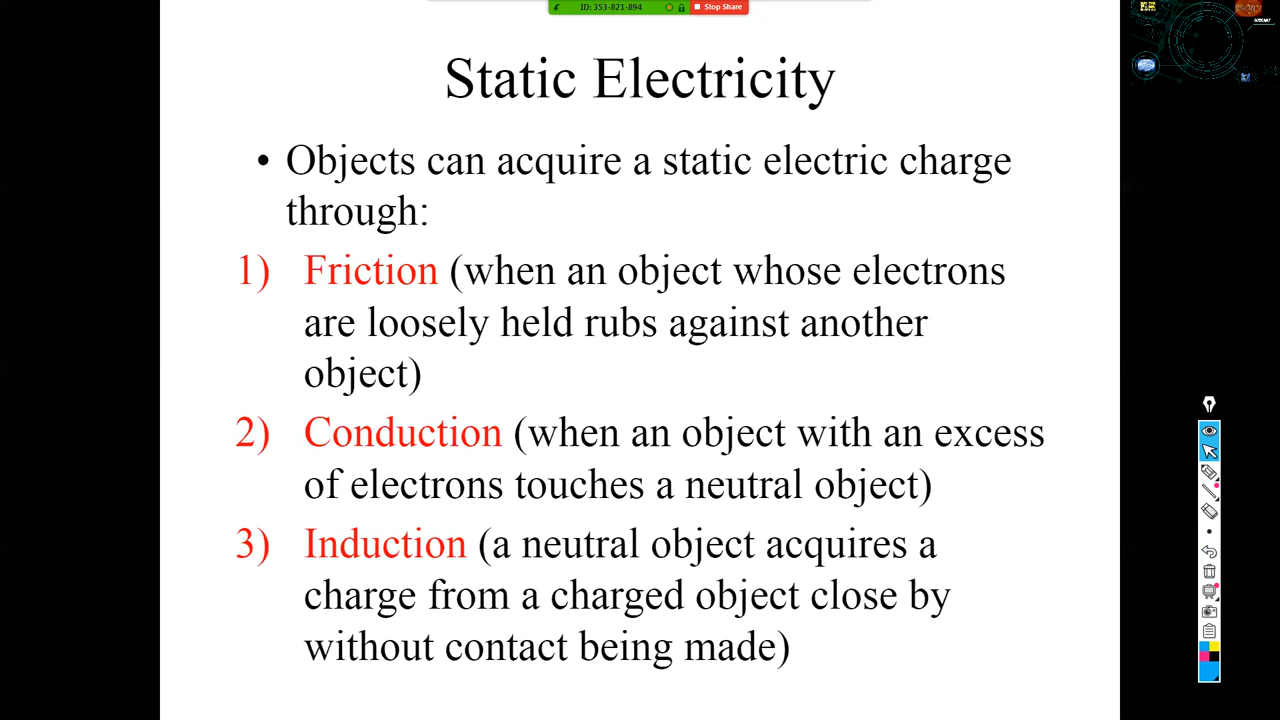 ID: 353-821-894
Stop Share
Static Electricity
• Objects can acquire a static electric charge
through:
1) Friction (when an object whose electrons
are loosely held rubs against another
object)
2) Conduction (when an object with an excess
of electrons touches a neutral object)
3) Induction (a neutral object acquires a
charge from a charged object close by
without contact being made)